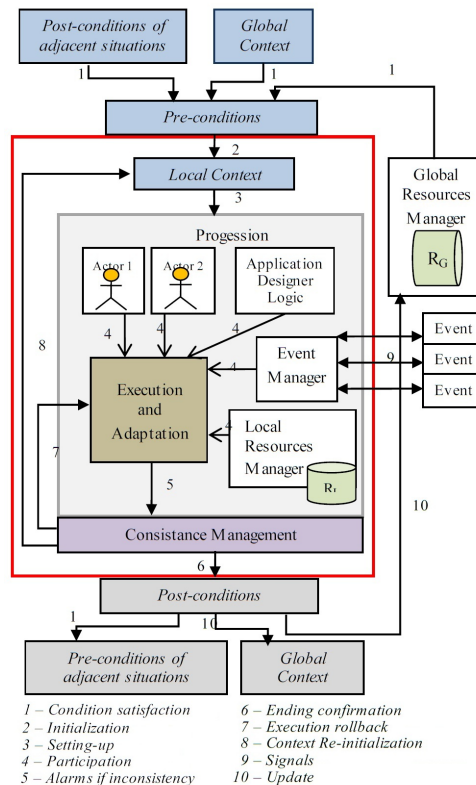 Post-conditions
of adjacent situations
Global
Context
1
1
1
Pre-conditions
2
Local Context
3
Global
Resources
Manager
R_G
Progession
Actor 1
Actor 2
Application
Designer
Logic
4
4
4
8
Event
Manager
4
9
Event
Event
Event
Execution
and
Adaptation
4
Local
Resources
Manager
7
5
10
Consistance Management
6
Post-conditions
1
10
Pre-conditions of
adjacent situations
Global
Context
1 – Condition satisfaction
2 – Initialization
3 – Setting-up
4 – Participation
5 – Alarms if inconsistency
6 – Ending confirmation
7 – Execution rollback
8 – Context Re-initialization
9 – Signals
10 – Update